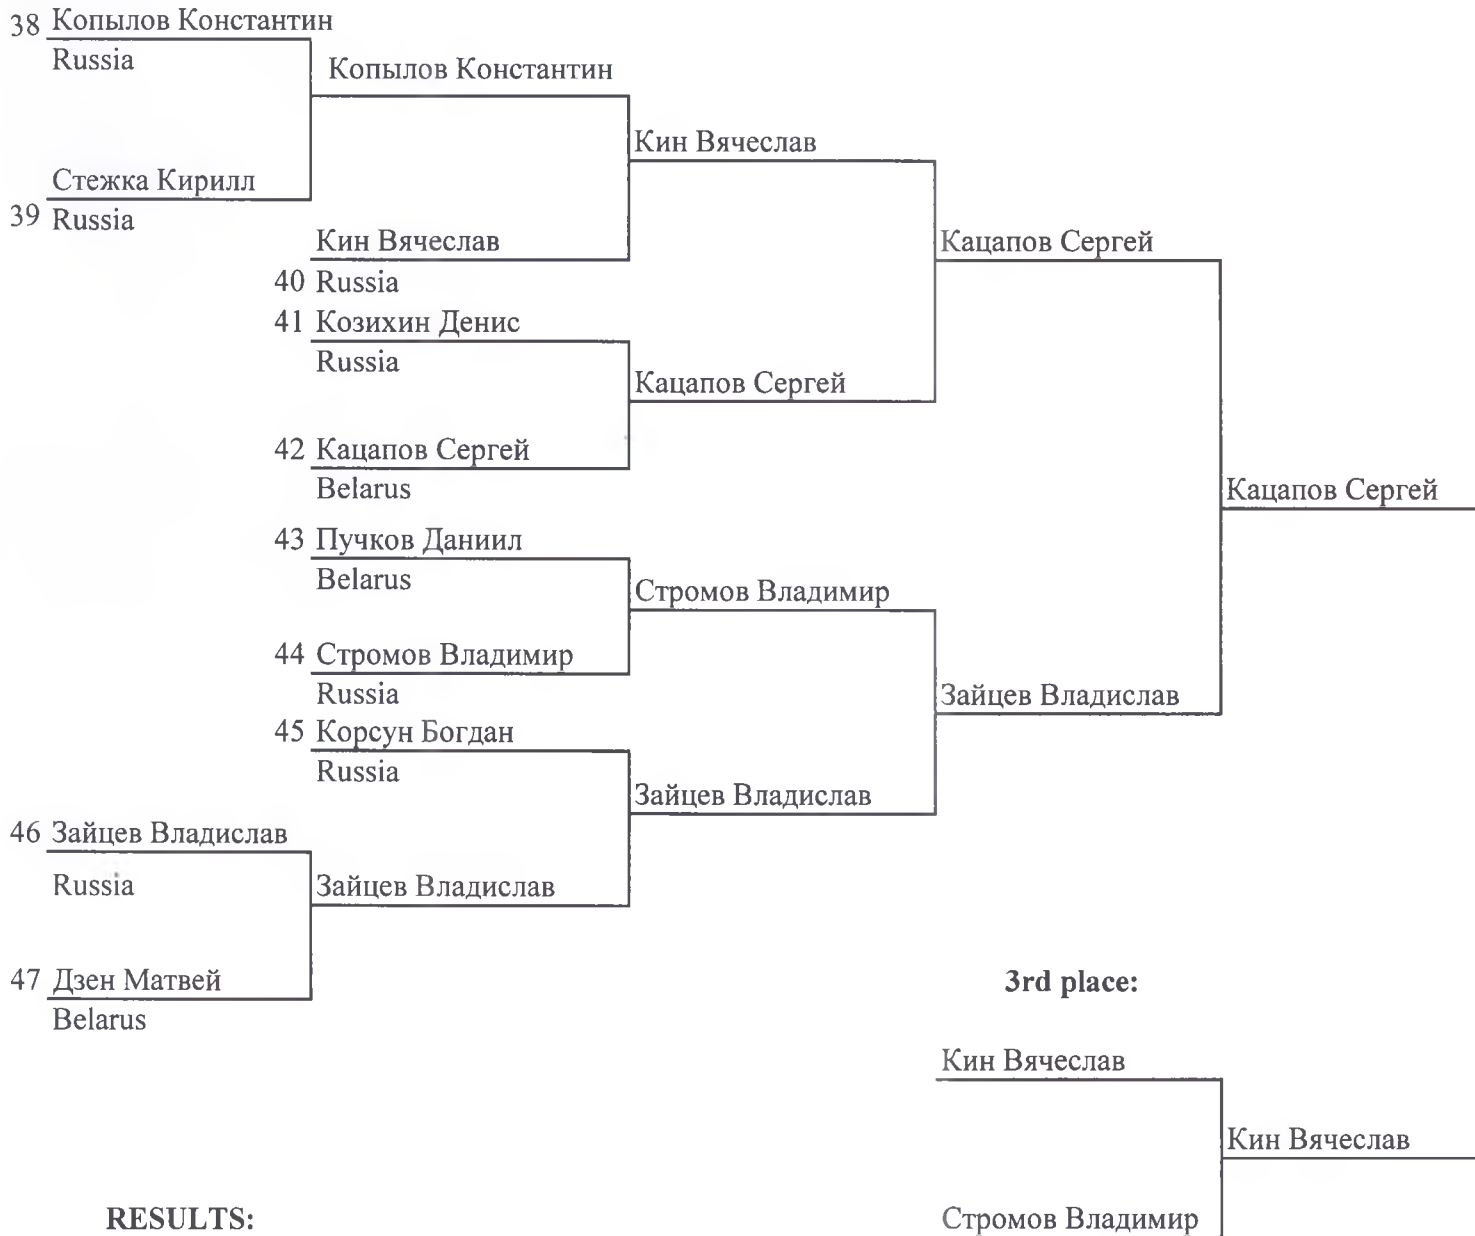 38 Копылов Константин
Russia
Копылов Константин
Кин Вячеслав
Стежка Кирилл
39 Russia
Кин Вячеслав
Кацапов Сергей
40 Russia
41 Козихин Денис
Russia
Кацапов Сергей
42 Кацапов Сергей
Belarus
Кацапов Сергей
43 Пучков Даниил
Belarus
Стромов Владимир
44 Стромов Владимир
Russia
Зайцев Владислав
45 Корсун Богдан
Russia
Зайцев Владислав
46 Зайцев Владислав
Russia
Зайцев Владислав
47 Дзен Матвей
Belarus
3rd place:
Кин Вячеслав
Кин Вячеслав
Стромов Владимир
RESULTS: